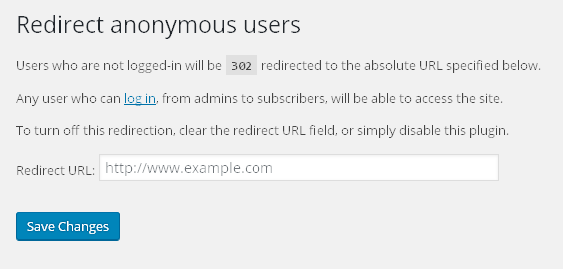 Redirect anonymous users
Users who are not logged-in will be 302 redirected to the absolute URL specified below.
Any user who can log in, from admins to subscribers, will be able to access the site.
To turn off this redirection, clear the redirect URL field, or simply disable this plugin.
Redirect URL: http://www.example.com
Save Changes